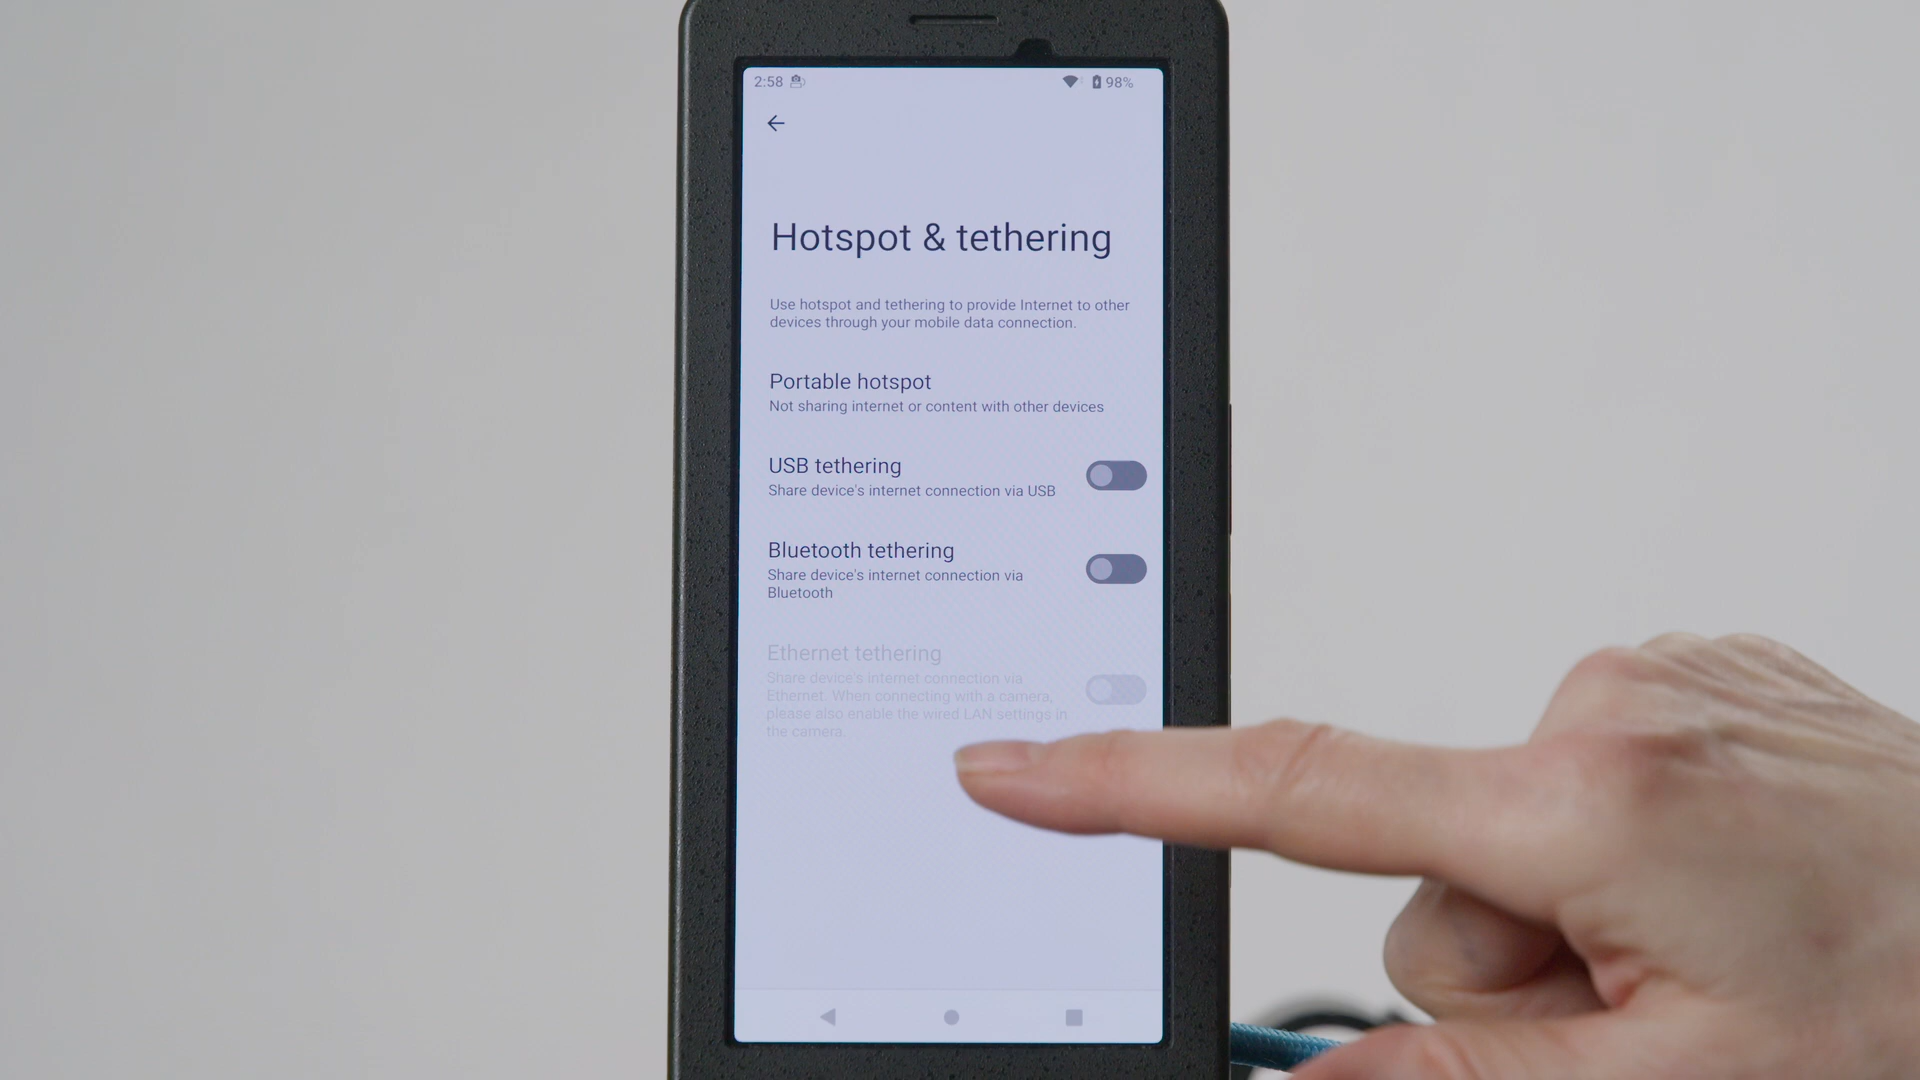 2:58
98%
Hotspot & tethering
Use hotspot and tethering to provide Internet to other
devices through your mobile data connection.
Portable hotspot
Not sharing internet or content with other devices
USB tethering
Share device's internet connection via USB
Bluetooth tethering
Share device's internet connection via
Bluetooth
Ethernet tethering
Share device's internet connection via
Ethernet. When connecting with a camera,
please also enable the wired LAN settings in
the camera.